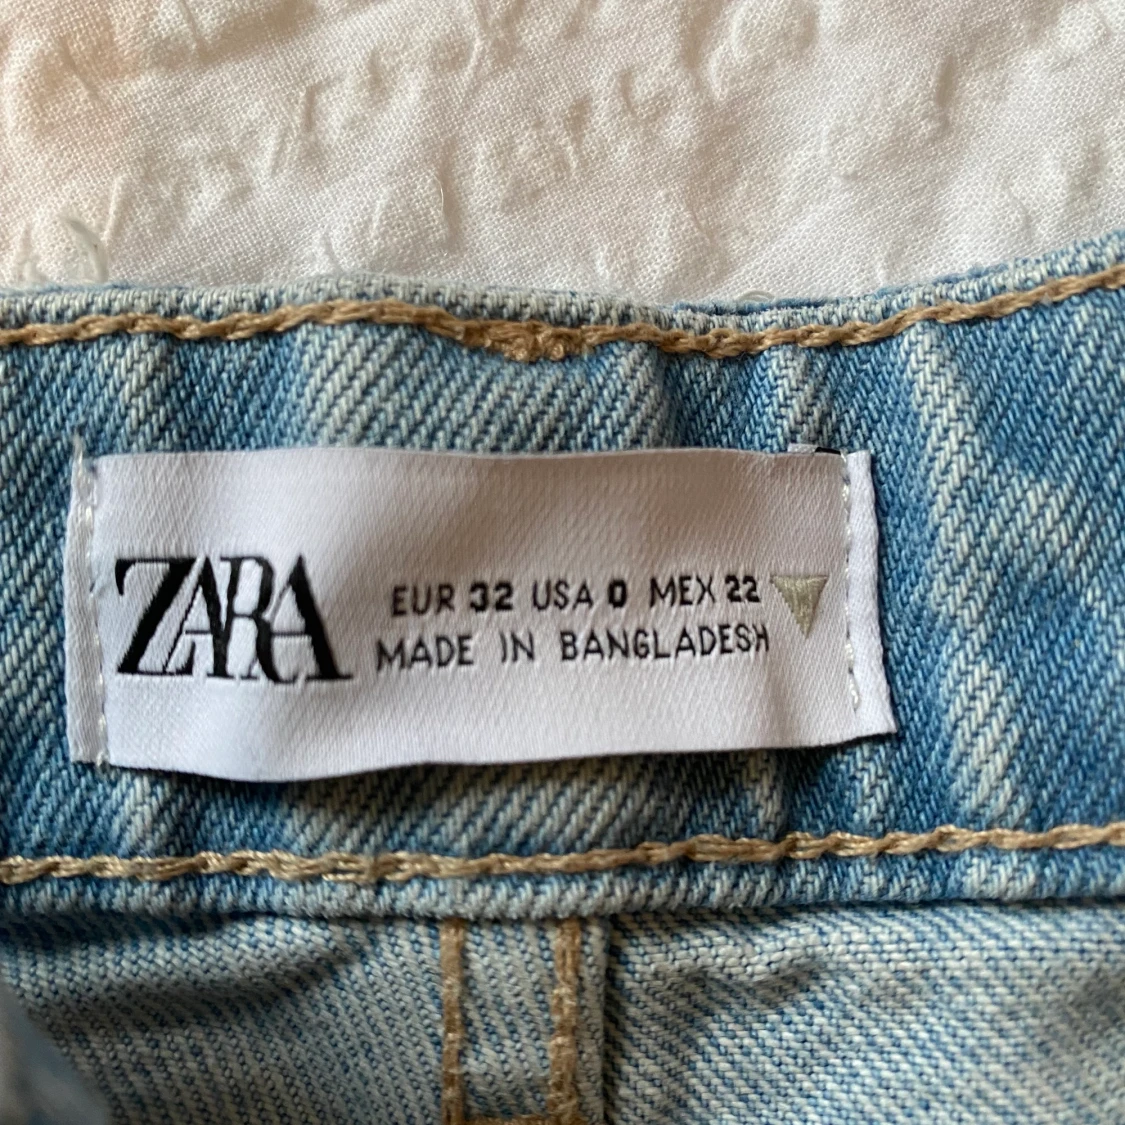 ZARA
EUR 32 USA 0 MEX 22
MADE IN BANGLADESH